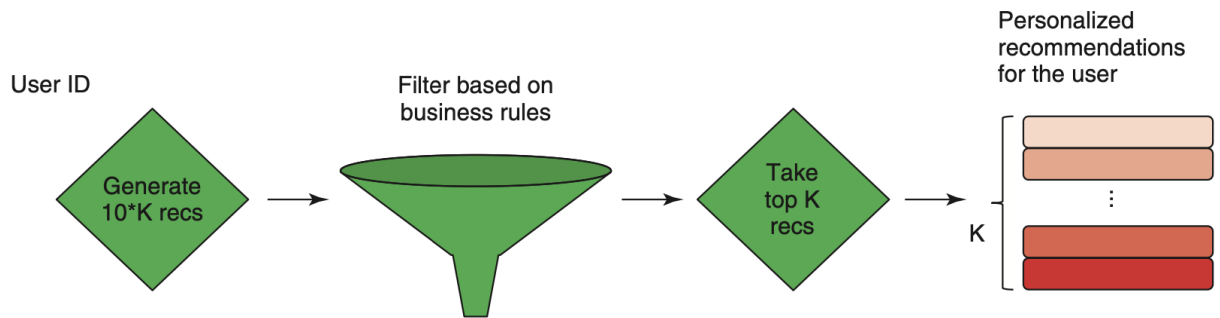 User ID
Generate
10*K recs
Filter based on
business rules
Take
top K
recs
Personalized
recommendations
for the user
K
...